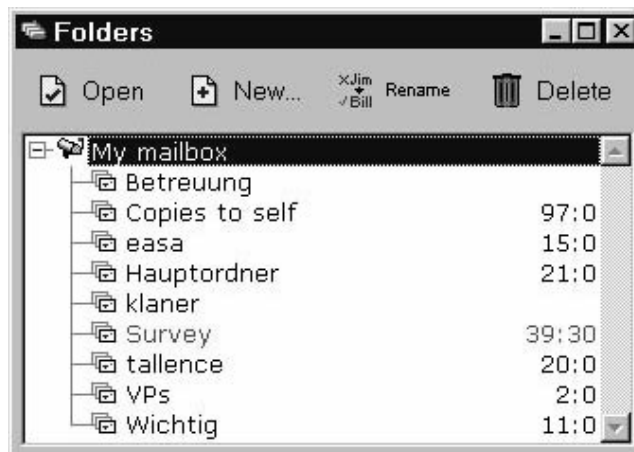 Folders
Open New... XJim √Bill Rename Delete
My mailbox
Betreuung
Copies to self 97:0
easa 15:0
Hauptordner 21:0
klaner
Survey 39:30
tallence 20:0
VPs 2:0
Wichtig 11:0